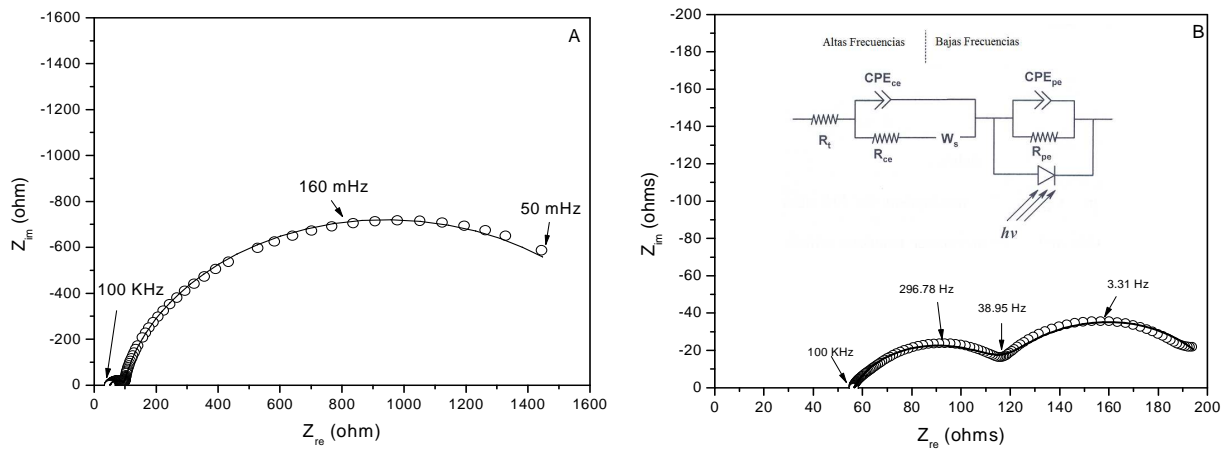 A
-1600
-1400
-1200
-1000
-800
-600
-400
-200
0
Z_im (ohm)
160 mHz
50 mHz
100 KHz
0 200 400 600 800 1000 1200 1400 1600
Z_re (ohm)
B
-200
-180
-160
-140
-120
-100
-80
-60
-40
-20
0
Z_im (ohms)
Altas Frecuencias Bajas Frecuencias
CPE_ce CPE_pe
R_t R_ce W_s R_pe
hν
296.78 Hz
38.95 Hz
3.31 Hz
100 KHz
0 20 40 60 80 100 120 140 160 180 200
Z_re (ohms)